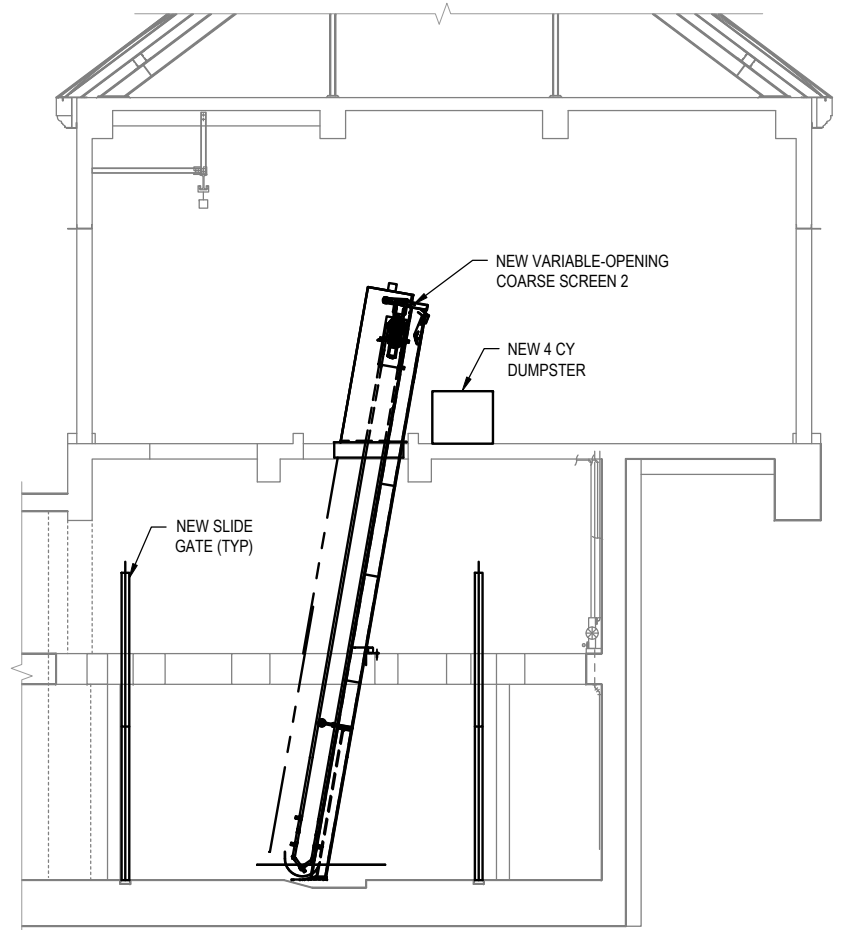 NEW VARIABLE-OPENING
COARSE SCREEN 2
NEW 4 CY
DUMPSTER
NEW SLIDE
GATE (TYP)